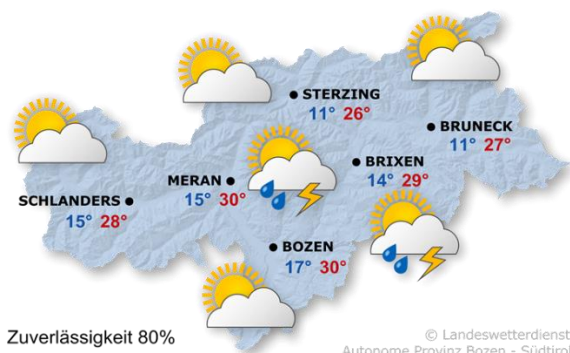 STERZING
11° 26°
BRUNECK
11° 27°
BRIXEN
14° 29°
MERAN
15° 30°
SCHLANDERS
15° 28°
BOZEN
17° 30°
Zuverlässigkeit 80%
© Landeswetterdienst
Autonome Provinz Bozen - Südtirol